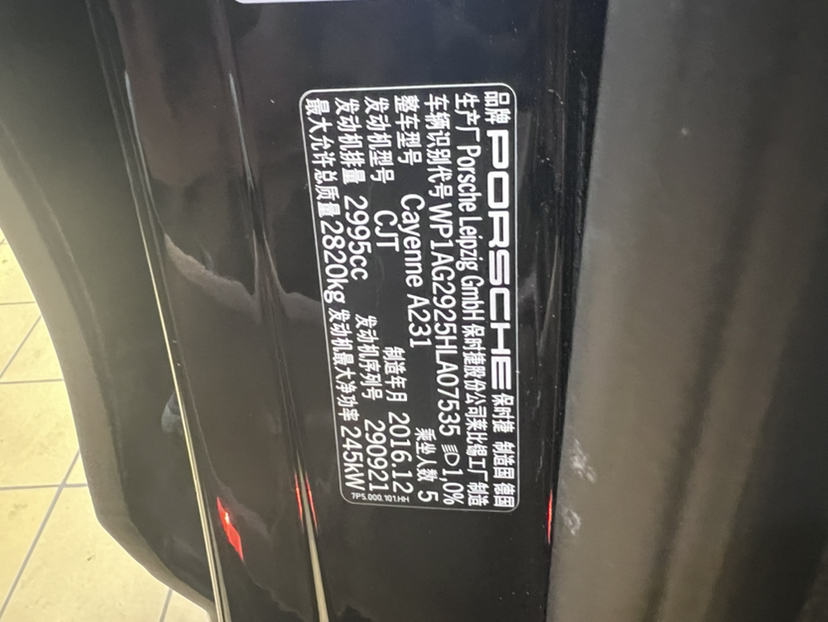 品牌 PORSCHE 保时捷 制造国 德国
生产厂 Porsche Leipzig GmbH 保时捷股份公司莱比锡工厂 制造
车辆识别代号 WP1AG2925HLA07535 1,0%
整车型号 Cayenne A231 乘坐人数 5
发动机型号 CJT 制造年月 2016.12
发动机排量 2995cc 发动机序列号 290921
最大允许总质量 2820kg 发动机最大净功率 245kW
7P5.000.101.HH